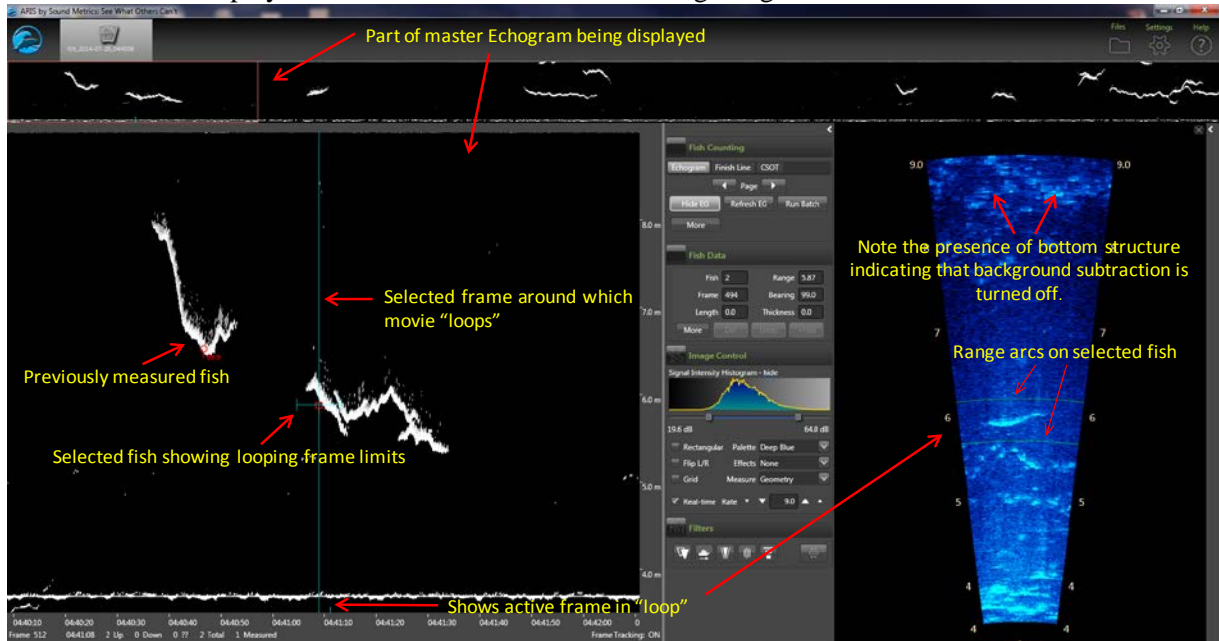 ARIS by Sound Metrics: See What Others Can't
Files Settings Help
Part of master Echogram being displayed
Fish Counting
Echogram Finish Line CSOT
Page
Hide EG Refresh EG Run Batch
More
Fish Data
Fish 2 Range 5.87
Frame 494 Bearing 99.0
Length 0.0 Thickness 0.0
More
Image Control
Signal Intensity Histogram - hide
19.6 dB 64.8 dB
Rectangular Palette Deep Blue
Flip L/R Effects None
Grid Measure Geometry
Real-time Rate 9.0
Filters
8.0 m
7.0 m
6.0 m
5.0 m
4.0 m
Selected frame around which
movie "loops"
Previously measured fish
Selected fish showing looping frame limits
Shows active frame in "loop"
04:40:10 04:40:20 04:40:30 04:40:40 04:40:50 04:41:00 04:41:10 04:41:20 04:41:30 04:41:40 04:41:50 04:42:00 0
Frame 512 04:41:08 2 Up 0 Down 0 ?? 2 Total 1 Measured Frame Tracking: ON
9.0 9.0
Note the presence of bottom structure
indicating that background subtraction is
turned off.
7 7
Range arcs on selected fish
6 6
5 5
4 4
4 4